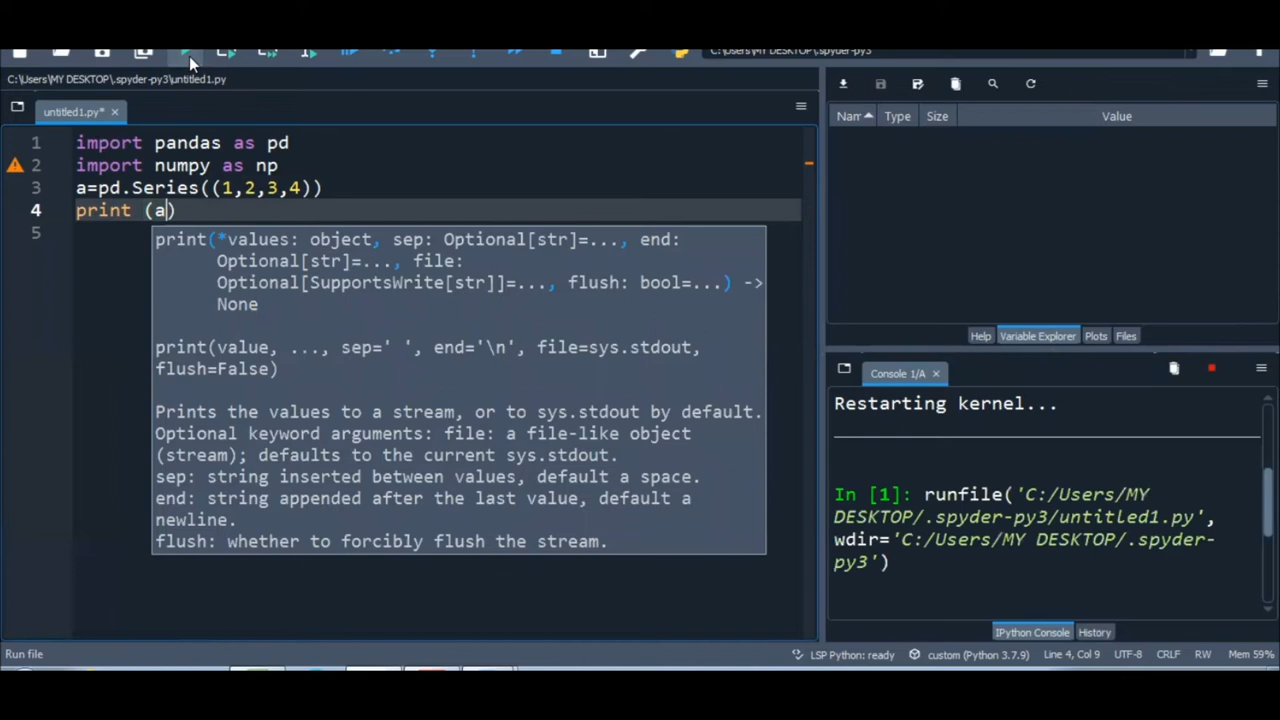 C:\Users\MY DESKTOP\.spyder-py3
C:\Users\MY DESKTOP\.spyder-py3\untitled1.py
untitled1.py*
1 import pandas as pd
2 import numpy as np
3 a=pd.Series((1,2,3,4))
4 print (a)
5
print(*values: object, sep: Optional[str]=..., end:
Optional[str]=..., file:
Optional[SupportsWrite[str]]=..., flush: bool=...) ->
None
print(value, ..., sep=' ', end='\n', file=sys.stdout,
flush=False)
Prints the values to a stream, or to sys.stdout by default.
Optional keyword arguments: file: a file-like object
(stream); defaults to the current sys.stdout.
sep: string inserted between values, default a space.
end: string appended after the last value, default a
newline.
flush: whether to forcibly flush the stream.
Nam Type Size Value
Help Variable Explorer Plots Files
Console 1/A
Restarting kernel...
In [1]: runfile('C:/Users/MY
DESKTOP/.spyder-py3/untitled1.py',
wdir='C:/Users/MY DESKTOP/.spyder-
py3')
IPython Console History
Run file LSP Python: ready custom (Python 3.7.9) Line 4, Col 9 UTF-8 CRLF RW Mem 59%